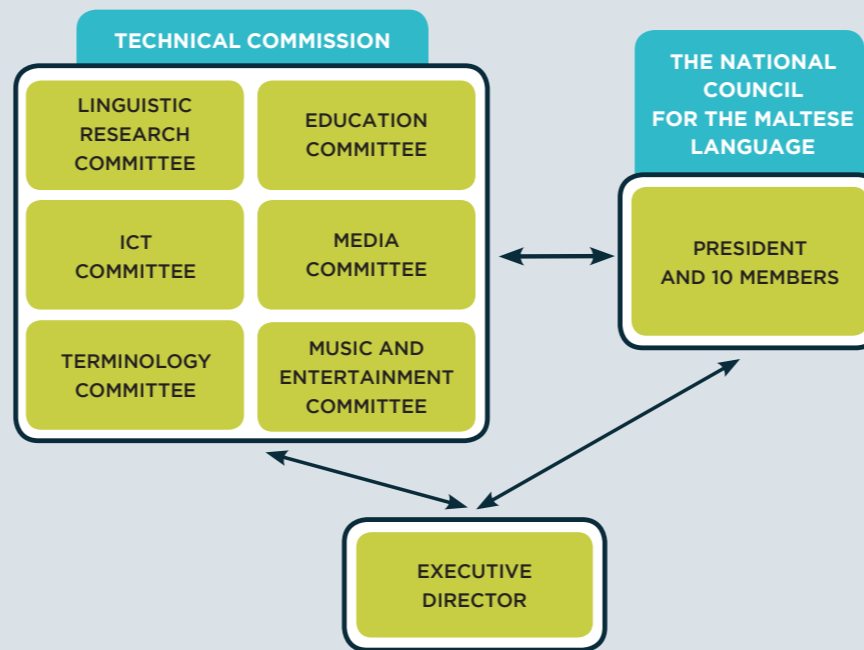 TECHNICAL COMMISSION
LINGUISTIC
RESEARCH
COMMITTEE
EDUCATION
COMMITTEE
ICT
COMMITTEE
MEDIA
COMMITTEE
TERMINOLOGY
COMMITTEE
MUSIC AND
ENTERTAINMENT
COMMITTEE
THE NATIONAL
COUNCIL
FOR THE MALTESE
LANGUAGE
PRESIDENT
AND 10 MEMBERS
EXECUTIVE
DIRECTOR